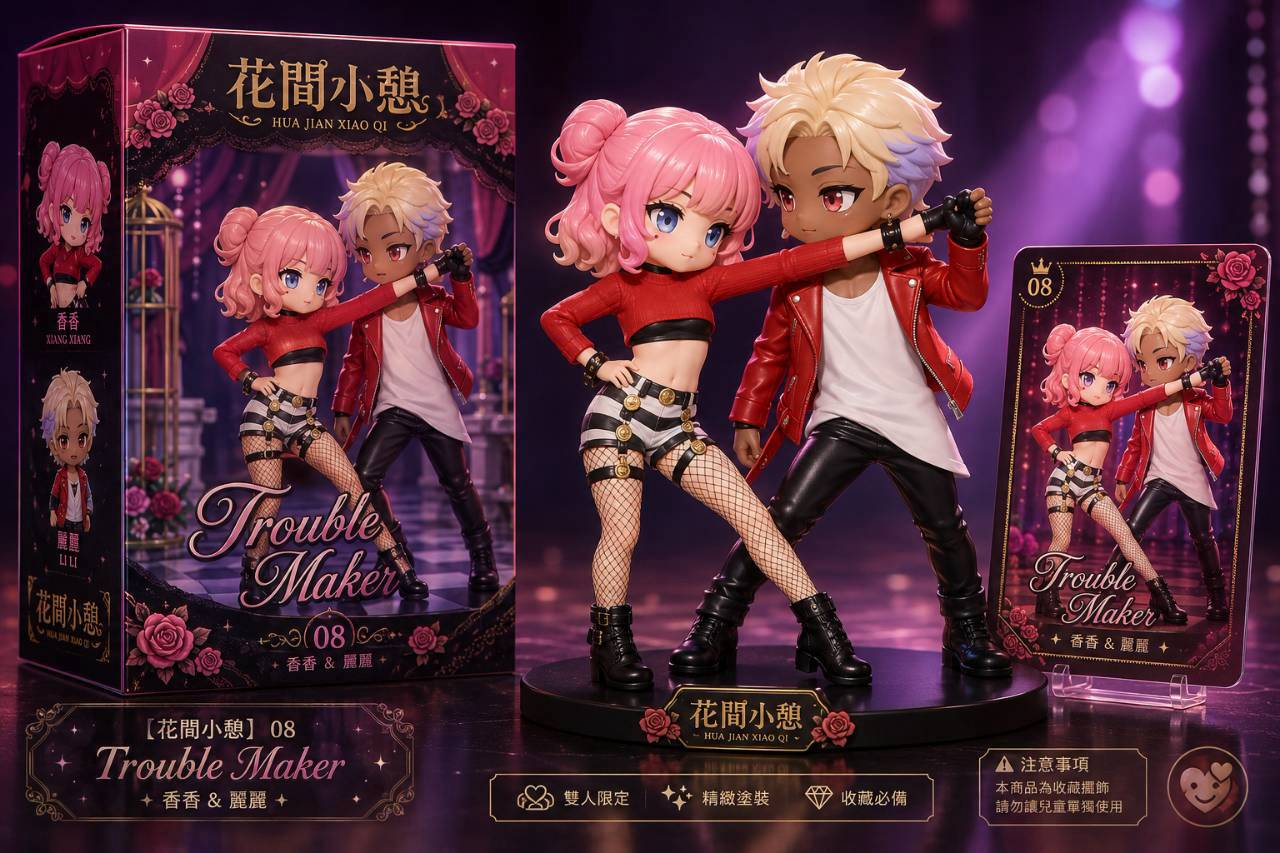 花間小憩
HUA JIAN XIAO QI
香香
XIANG XIANG
麗麗
LI LI
花間小憩
HUA JIAN XIAO QI
Trouble
Maker
08
香香 & 麗麗
花間小憩
HUA JIAN XIAO QI
08
Trouble
Maker
香香 & 麗麗
【花間小憩】 08
Trouble Maker
香香 & 麗麗
雙人限定
精緻塗裝
收藏必備
注意事項
本商品為收藏擺飾
請勿讓兒童單獨使用